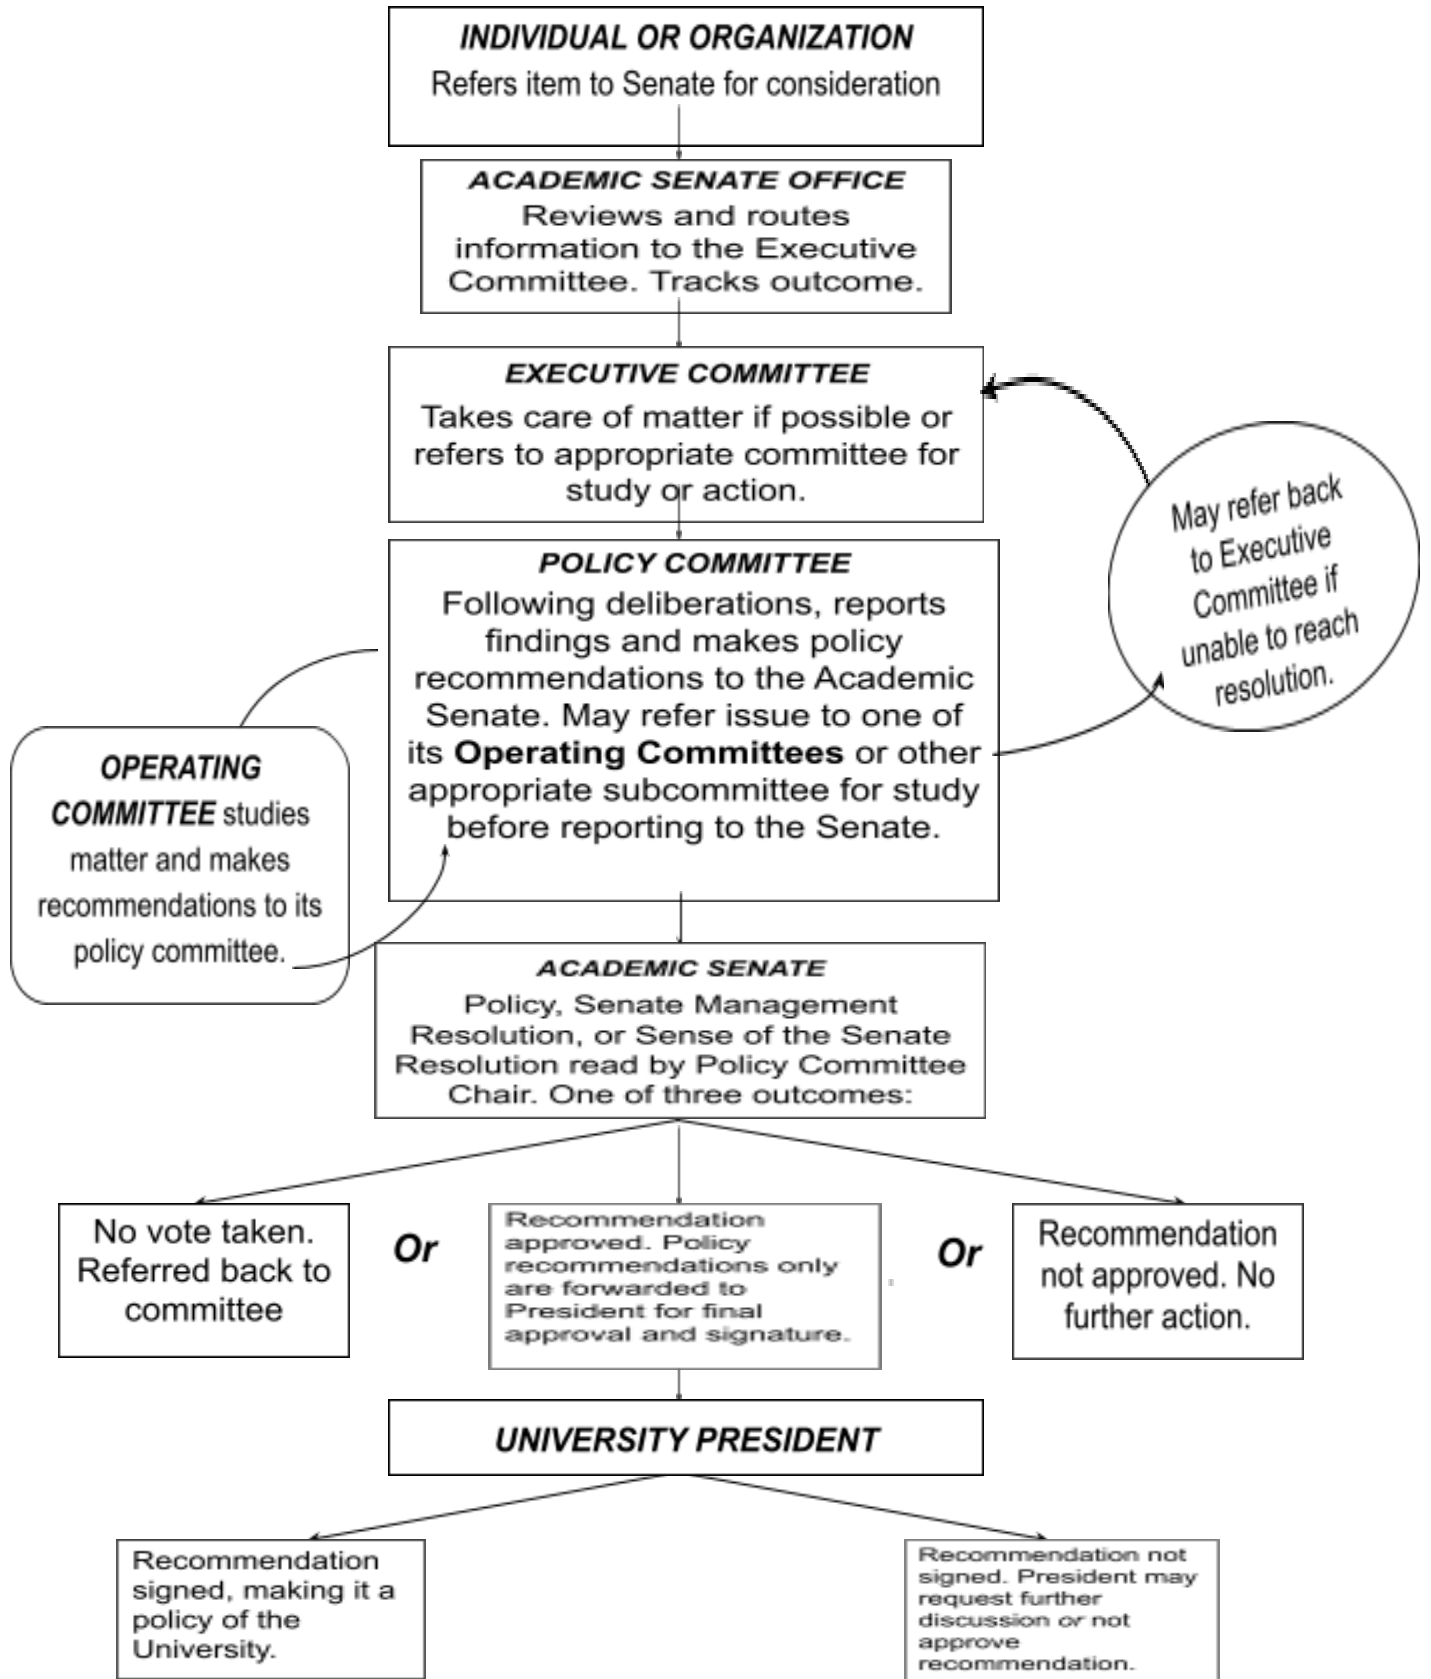 INDIVIDUAL OR ORGANIZATION
Refers item to Senate for consideration
ACADEMIC SENATE OFFICE
Reviews and routes
information to the Executive
Committee. Tracks outcome.
EXECUTIVE COMMITTEE
Takes care of matter if possible or
refers to appropriate committee for
study or action.
May refer back
to Executive
Committee if
unable to reach
resolution.
POLICY COMMITTEE
Following deliberations, reports
findings and makes policy
recommendations to the Academic
Senate. May refer issue to one of
its Operating Committees or other
appropriate subcommittee for study
before reporting to the Senate.
OPERATING
COMMITTEE studies
matter and makes
recommendations to its
policy committee.
ACADEMIC SENATE
Policy, Senate Management
Resolution, or Sense of the Senate
Resolution read by Policy Committee
Chair. One of three outcomes:
No vote taken.
Referred back to
committee
Or
Recommendation
approved. Policy
recommendations only
are forwarded to
President for final
approval and signature.
Or
Recommendation
not approved. No
further action.
UNIVERSITY PRESIDENT
Recommendation
signed, making it a
policy of the
University.
Recommendation not
signed. President may
request further
discussion or not
approve
recommendation.